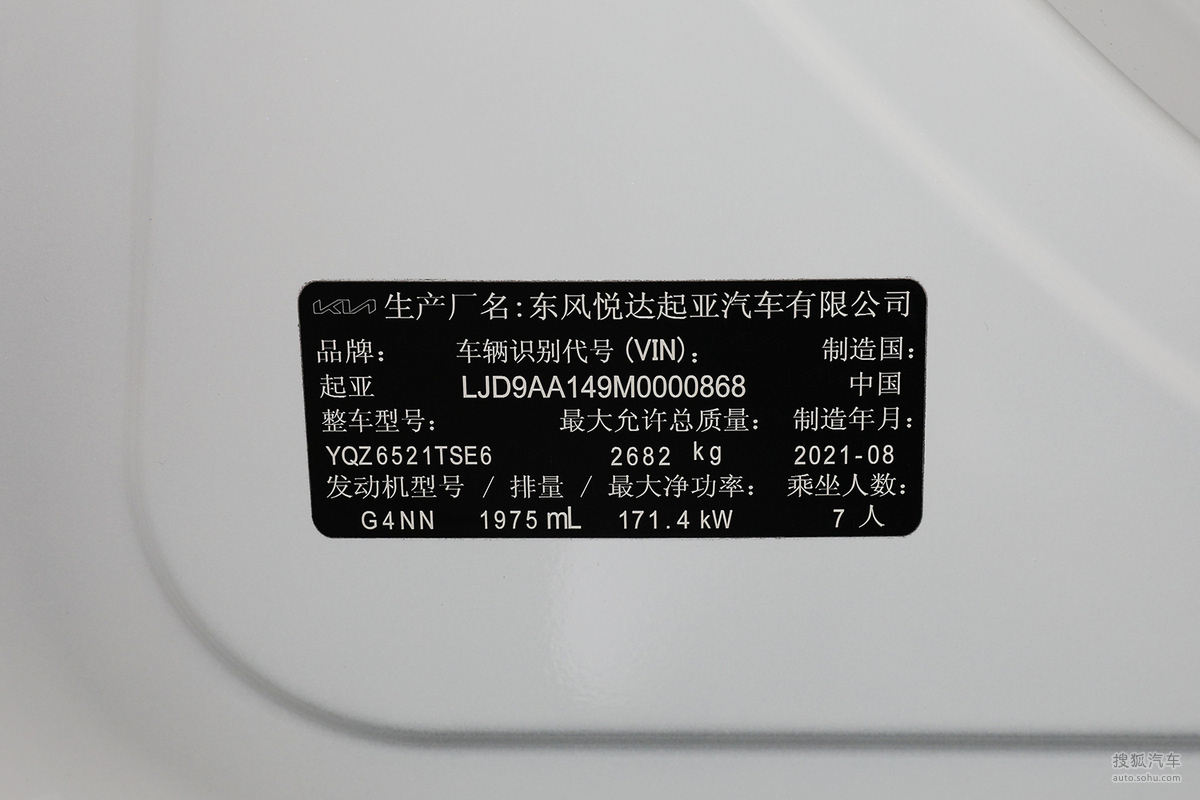 KIA 生产厂名:东风悦达起亚汽车有限公司
品牌: 车辆识别代号(VIN): 制造国:
起亚 LJD9AA149M0000868 中国
整车型号: 最大允许总质量: 制造年月:
YQZ6521TSE6 2682 kg 2021-08
发动机型号 / 排量 / 最大净功率: 乘坐人数:
G4NN 1975 mL 171.4 kW 7 人
搜狐汽车
auto.sohu.com